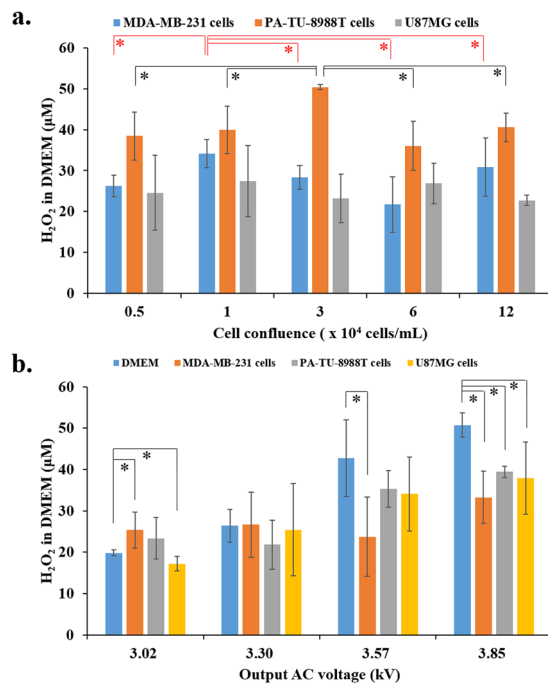 a.
MDA-MB-231 cells PA-TU-8988T cells U87MG cells
* * * *
* * * *
H₂O₂ in DMEM (µM)
60
50
40
30
20
10
0
0.5 1 3 6 12
Cell confluence ( x 10⁴ cells/mL)
b.
DMEM MDA-MB-231 cells PA-TU-8988T cells U87MG cells
* * * * * *
H₂O₂ in DMEM (µM)
60
50
40
30
20
10
0
3.02 3.30 3.57 3.85
Output AC voltage (kV)